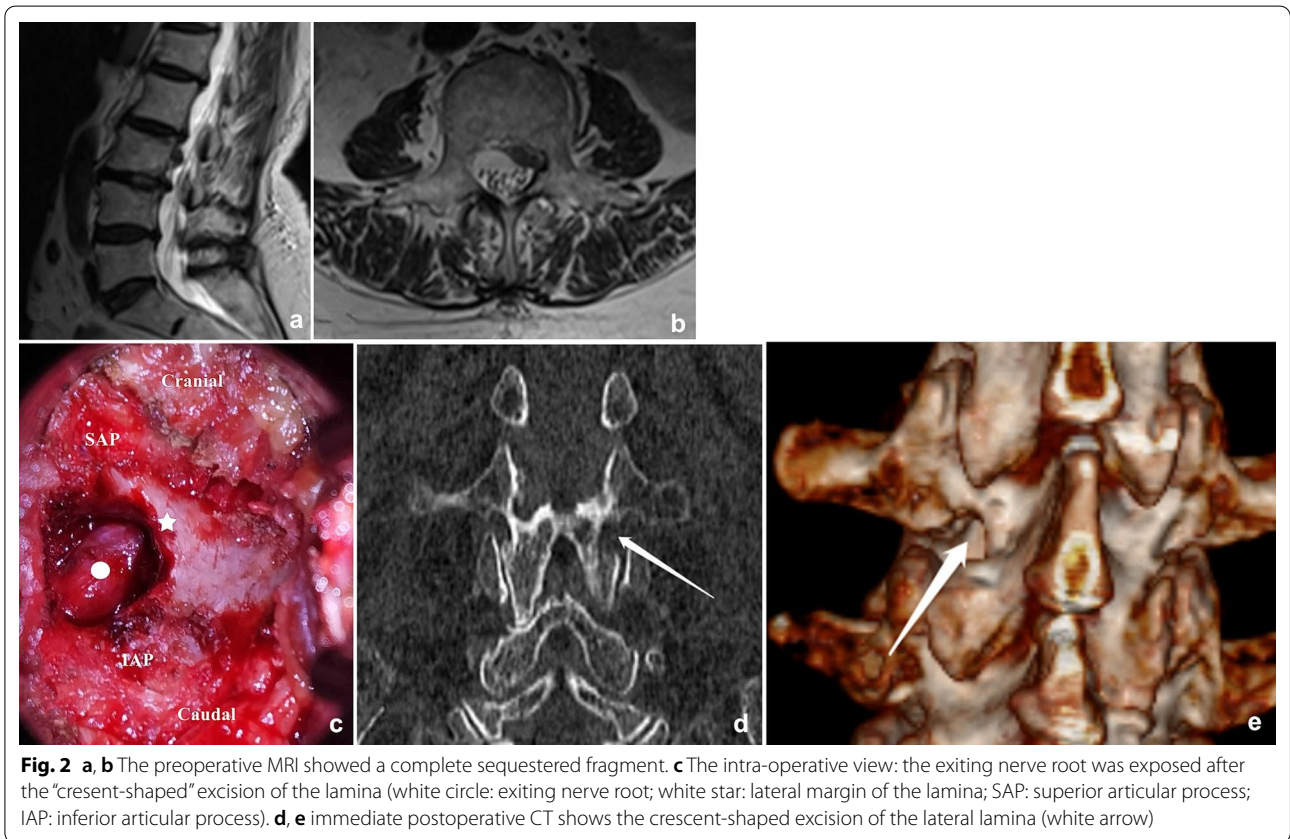 a
b
Cranial
SAP
IAP
Caudal
c
d
e
Fig. 2 a, b The preoperative MRI showed a complete sequestered fragment. c The intra-operative view: the exiting nerve root was exposed after
the “cresent-shaped” excision of the lamina (white circle: exiting nerve root; white star: lateral margin of the lamina; SAP: superior articular process;
IAP: inferior articular process). d, e immediate postoperative CT shows the crescent-shaped excision of the lateral lamina (white arrow)